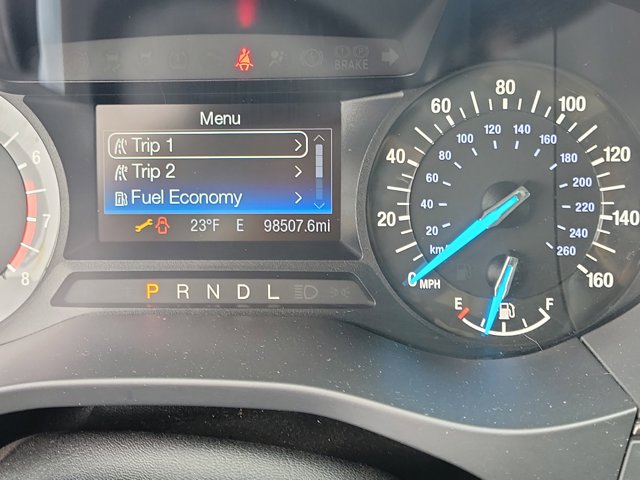 BRAKE
Menu
Trip 1
Trip 2
Fuel Economy
23°F E 98507.6mi
P R N D L
6
7
8
0 20 40 60 80 100 120 140 160
MPH
20 40 60 80 100 120 140 160 180 200 220 240 260
km/
E F